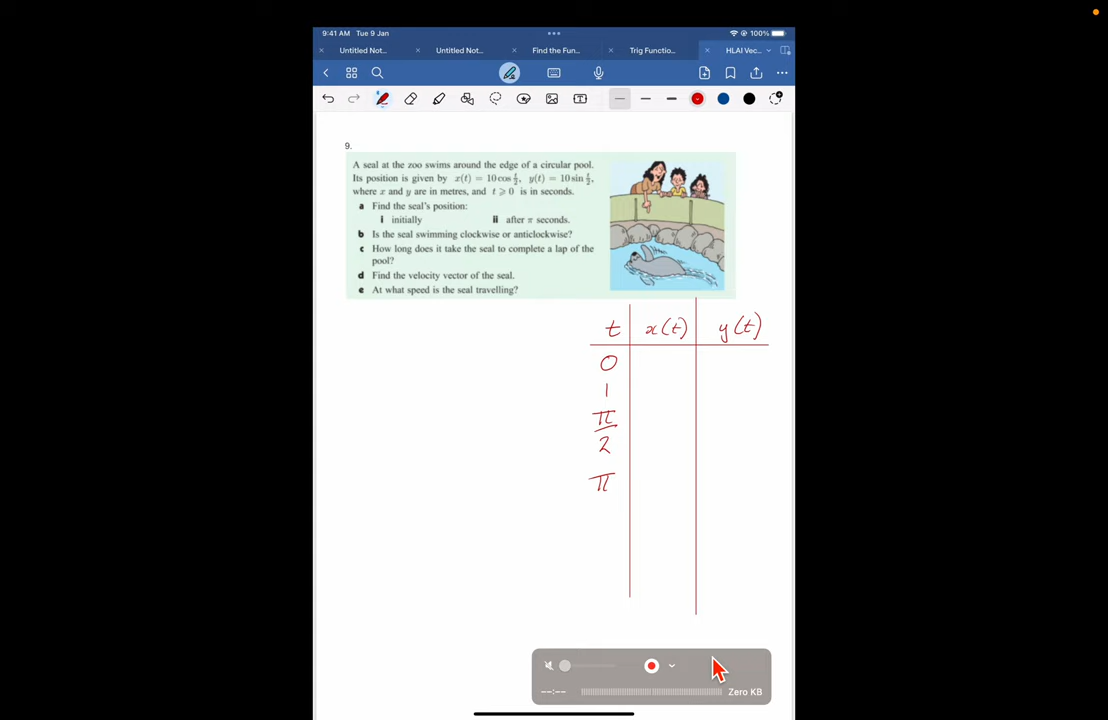 9:41 AM Tue 9 Jan
100%
Untitled Not...
Untitled Not...
Find the Fun...
Trig Functio...
HLAI Vec...
9.
A seal at the zoo swims around the edge of a circular pool.
Its position is given by x(t) = 10 cos t/2, y(t) = 10 sin t/2,
where x and y are in metres, and t ⩾ 0 is in seconds.
a Find the seal's position:
i initially ii after π seconds.
b Is the seal swimming clockwise or anticlockwise?
c How long does it take the seal to complete a lap of the
pool?
d Find the velocity vector of the seal.
e At what speed is the seal travelling?
t x(t) y(t)
0
1
π/2
π
--:-- Zero KB